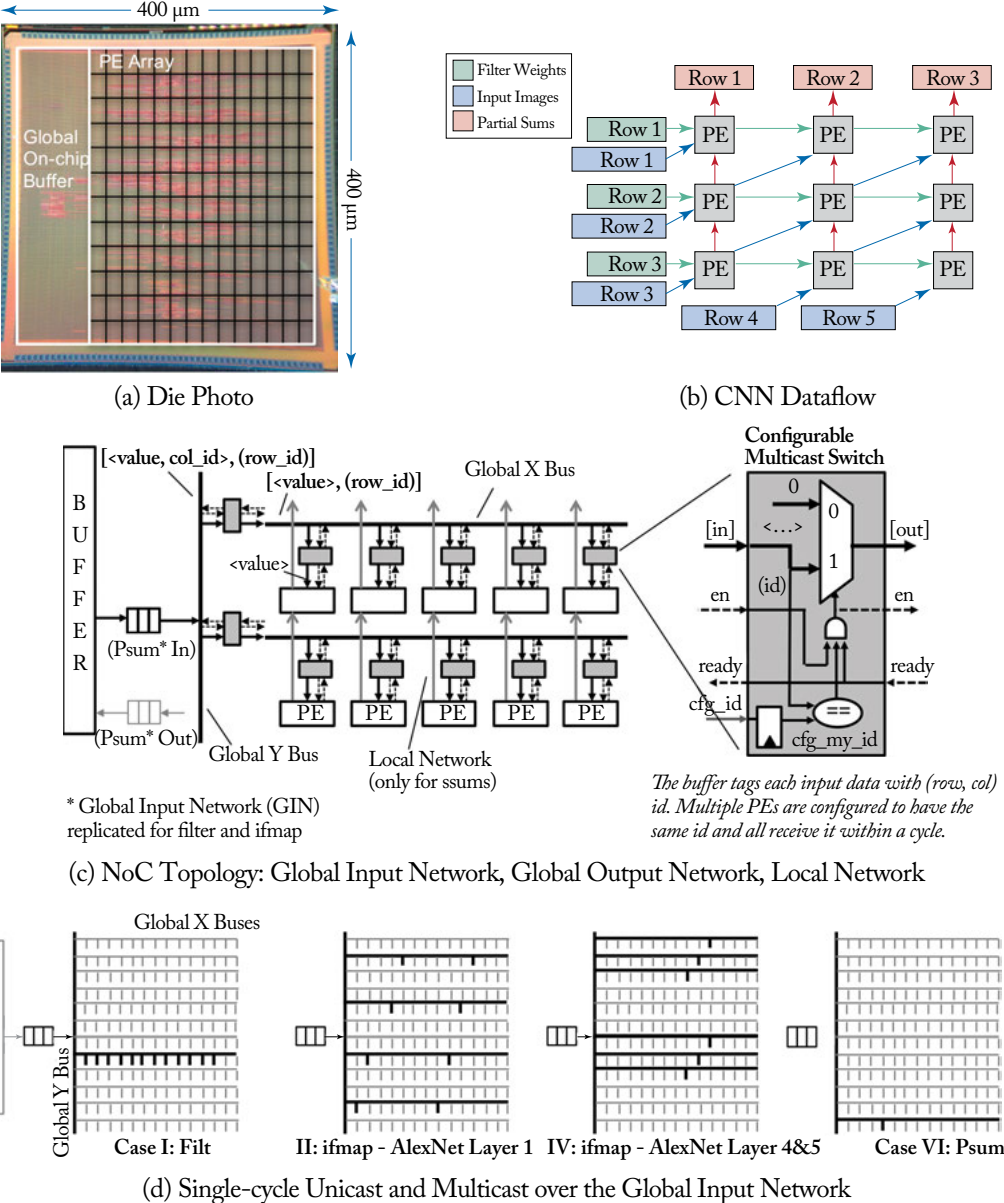 400 μm
PE Array
Global
On-chip
Buffer
400 μm
(a) Die Photo
Filter Weights
Input Images
Partial Sums
Row 1
Row 2
Row 3
Row 1
PE
PE
PE
Row 1
Row 2
PE
PE
PE
Row 2
Row 3
PE
PE
PE
Row 3
Row 4
Row 5
(b) CNN Dataflow
[<value, col_id>, (row_id)]
[<value>, (row_id)]
Global X Bus
B
U
F
F
E
R
<value>
(Psum* In)
(Psum* Out)
PE
PE
PE
PE
PE
Global Y Bus
Local Network
(only for ssums)
* Global Input Network (GIN)
replicated for filter and ifmap
Configurable
Multicast Switch
0
0
[in]
<...>
[out]
1
(id)
en
en
ready
ready
cfg_id
==
cfg_my_id
The buffer tags each input data with (row, col)
id. Multiple PEs are configured to have the
same id and all receive it within a cycle.
(c) NoC Topology: Global Input Network, Global Output Network, Local Network
Global X Buses
Global Y Bus
Case I: Filt
II: ifmap - AlexNet Layer 1
IV: ifmap - AlexNet Layer 4&5
Case VI: Psum
(d) Single-cycle Unicast and Multicast over the Global Input Network